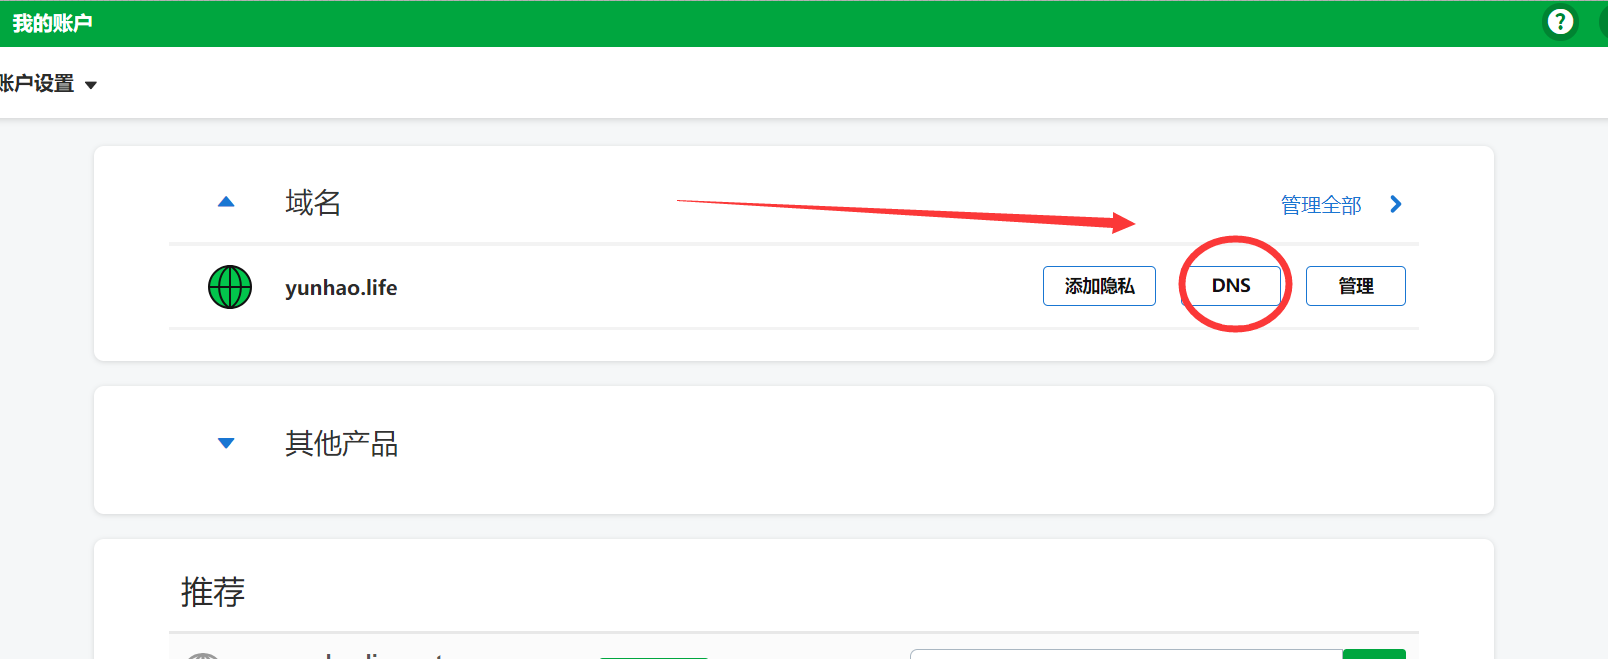 我的账户
?
账户设置
域名
管理全部
yunhao.life
添加隐私
DNS
管理
其他产品
推荐